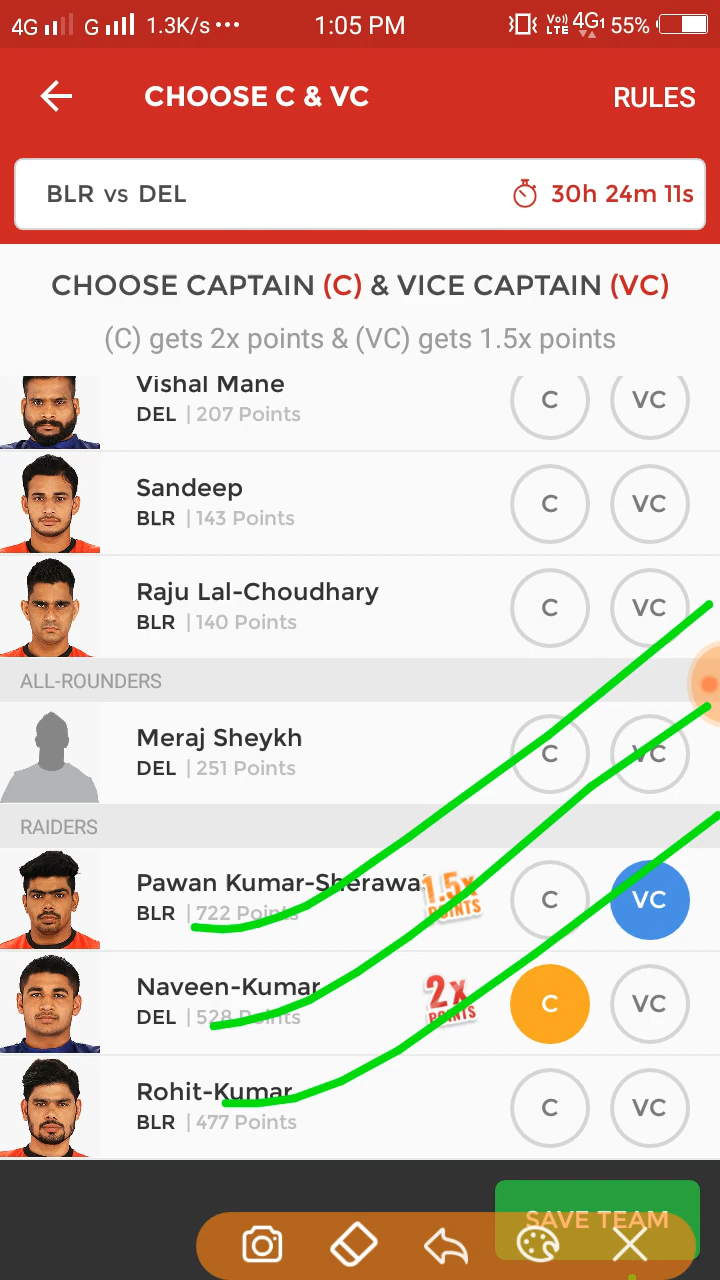 4G G 1.3K/s ... 1:05 PM Vo)) LTE 4G1 55%
CHOOSE C & VC RULES
BLR vs DEL 30h 24m 11s
CHOOSE CAPTAIN (C) & VICE CAPTAIN (VC)
(C) gets 2x points & (VC) gets 1.5x points
Vishal Mane
DEL | 207 Points C VC
Sandeep
BLR | 143 Points C VC
Raju Lal-Choudhary
BLR | 140 Points C VC
ALL-ROUNDERS
Meraj Sheykh
DEL | 251 Points C VC
RAIDERS
Pawan Kumar-Sherawa
BLR | 722 Points 1.5x POINTS C VC
Naveen-Kumar
DEL | 528 Points 2x POINTS C VC
Rohit-Kumar
BLR | 477 Points C VC
SAVE TEAM